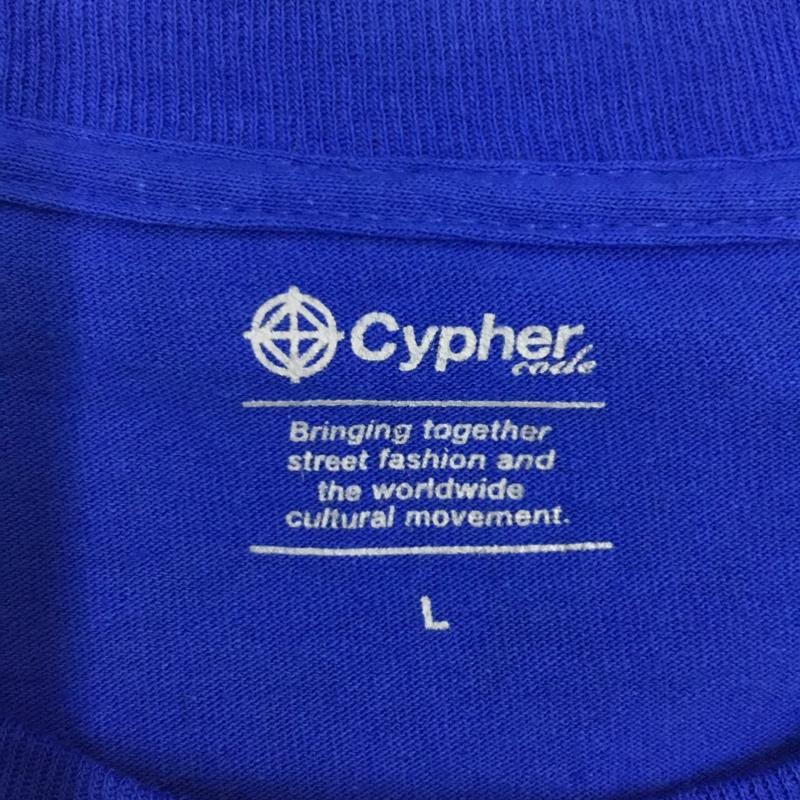 Cypher
code
Bringing together
street fashion and
the worldwide
cultural movement.
L